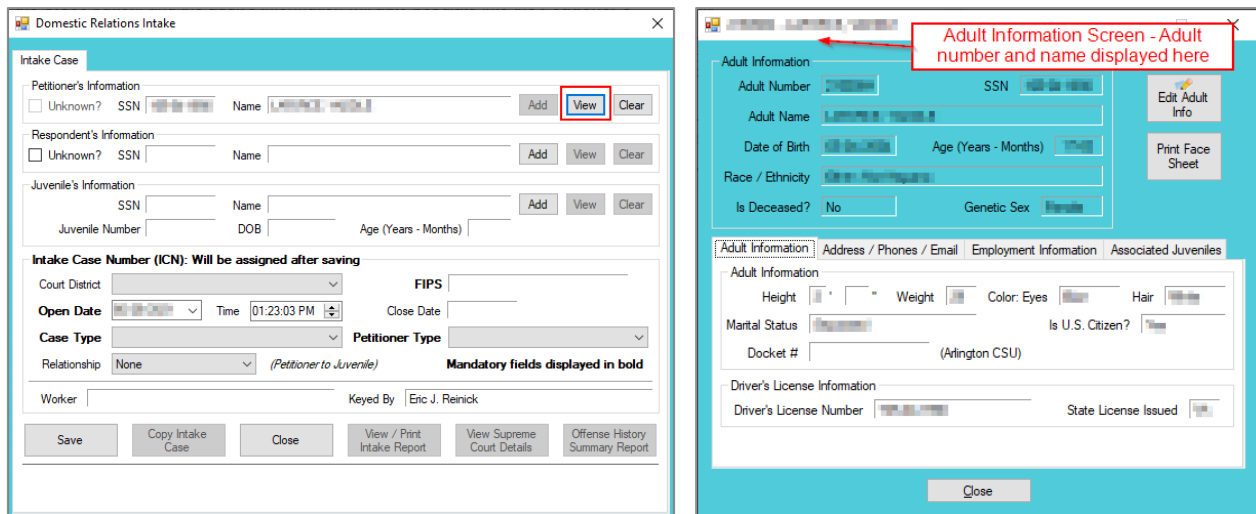 Domestic Relations Intake
Intake Case
Petitioner's Information
Unknown? SSN Name Add View Clear
Respondent's Information
Unknown? SSN Name Add View Clear
Juvenile's Information
SSN Name Add View Clear
Juvenile Number DOB Age (Years - Months)
Intake Case Number (ICN): Will be assigned after saving
Court District FIPS
Open Date Time 01:23:03 PM Close Date
Case Type Petitioner Type
Relationship None (Petitioner to Juvenile) Mandatory fields displayed in bold
Worker Keyed By Eric J. Reinick
Save Copy Intake Case Close View / Print Intake Report View Supreme Court Details Offense History Summary Report
Adult Information Screen - Adult
number and name displayed here
Adult Information
Adult Number SSN Edit Adult Info
Adult Name
Date of Birth Age (Years - Months) Print Face Sheet
Race / Ethnicity
Is Deceased? No Genetic Sex
Adult Information Address / Phones / Email Employment Information Associated Juveniles
Adult Information
Height ' " Weight Color: Eyes Hair
Marital Status Is U.S. Citizen?
Docket # (Arlington CSU)
Driver's License Information
Driver's License Number State License Issued
Close